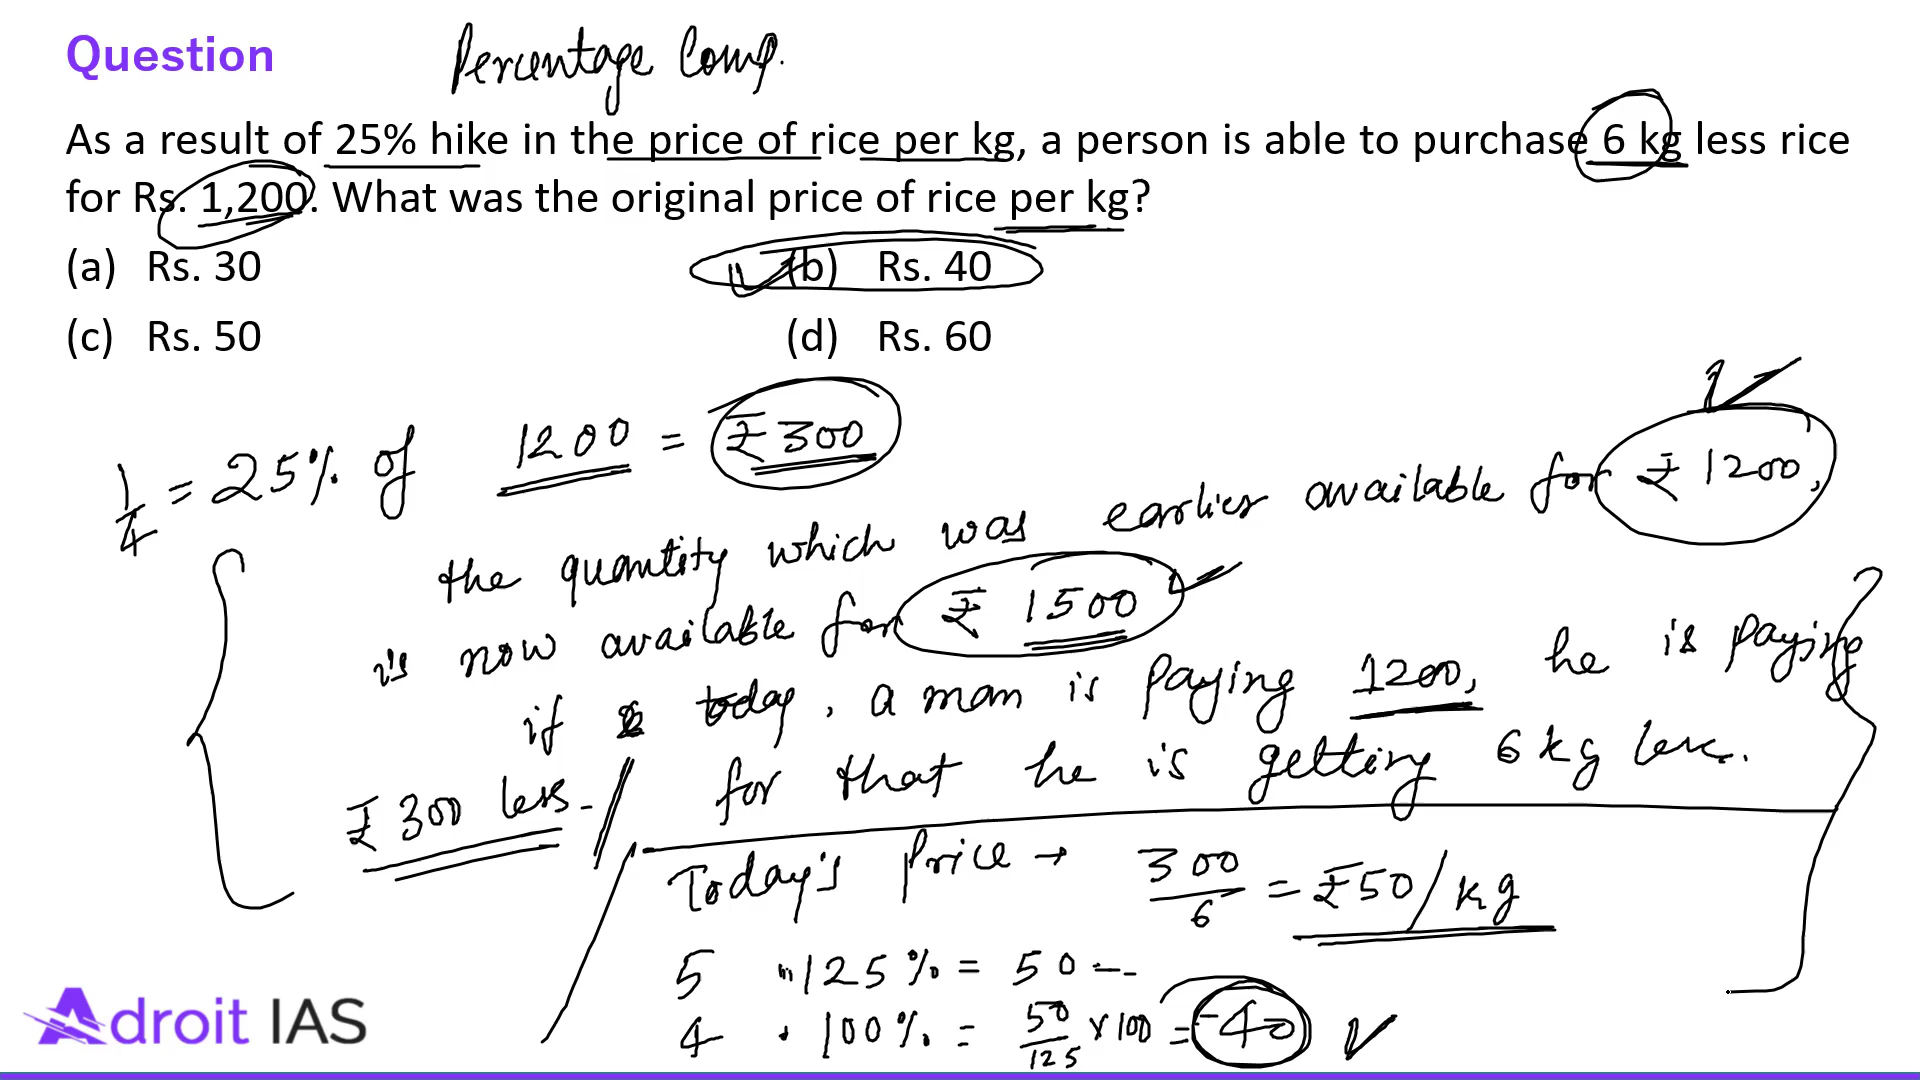 Question
Percentage Comp.
As a result of 25% hike in the price of rice per kg, a person is able to purchase 6 kg less rice
for Rs. 1,200. What was the original price of rice per kg?
(a) Rs. 30
(b) Rs. 40
(c) Rs. 50
(d) Rs. 60
1/4 = 25% of 1200 = ₹300
the quantity which was earlier available for ₹1200,
is now available for ₹1500
if today, a man is paying 1200, he is paying
₹300 less. for that he is getting 6 kg less.
Today's Price → 300/6 = ₹50/kg
5 125% = 50
4 100% = 50/125 × 100 = 40
Adroit IAS